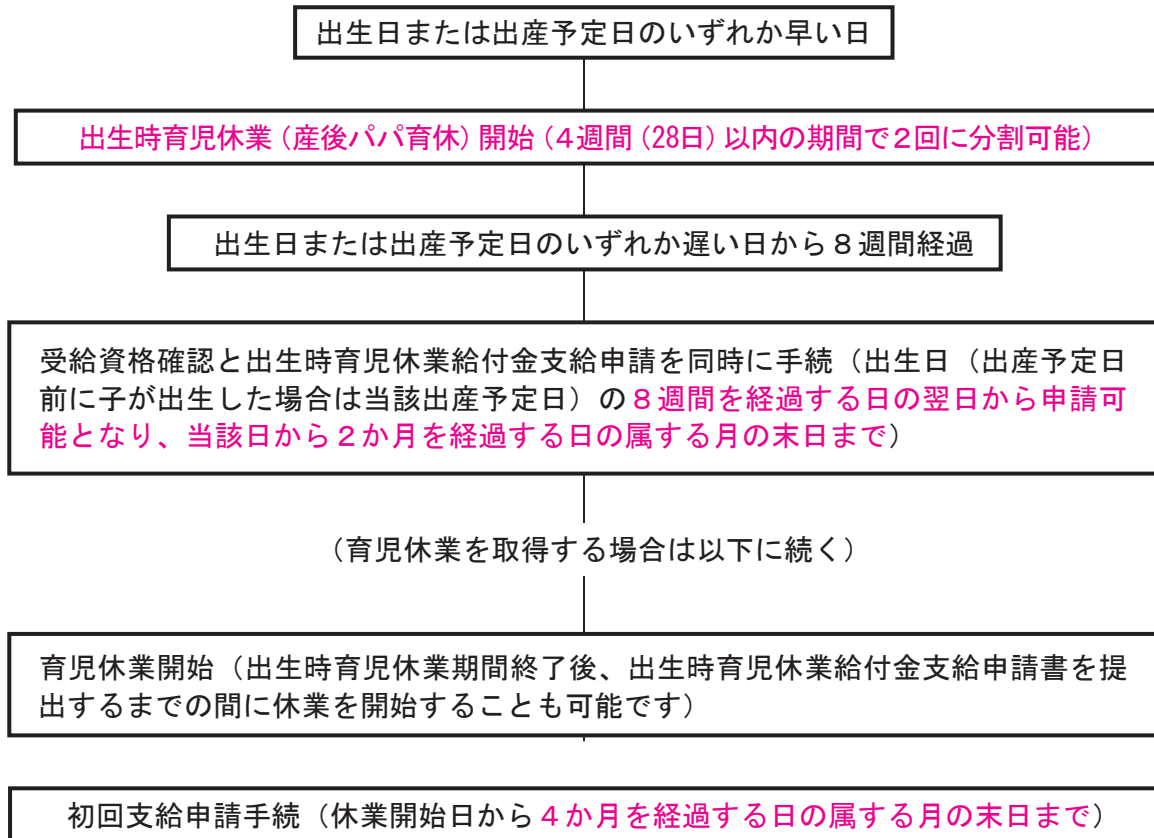 出生日または出産予定日のいずれか早い日
出生時育児休業（産後パパ育休）開始（４週間（28日）以内の期間で２回に分割可能）
出生日または出産予定日のいずれか遅い日から８週間経過
受給資格確認と出生時育児休業給付金支給申請を同時に手続（出生日（出産予定日
前に子が出生した場合は当該出産予定日）の８週間を経過する日の翌日から申請可
能となり、当該日から２か月を経過する日の属する月の末日まで）
（育児休業を取得する場合は以下に続く）
育児休業開始（出生時育児休業期間終了後、出生時育児休業給付金支給申請書を提
出するまでの間に休業を開始することも可能です）
初回支給申請手続（休業開始日から４か月を経過する日の属する月の末日まで）